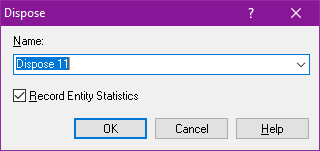 Dispose
?
Name:
Dispose 11
Record Entity Statistics
OK
Cancel
Help